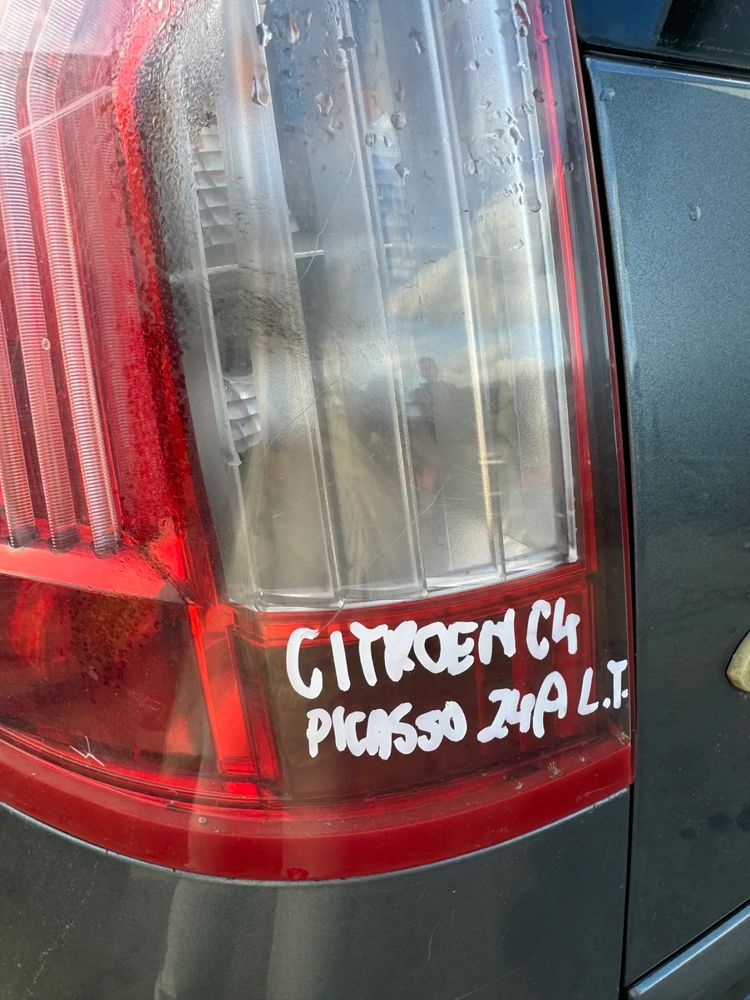 CITROEN C4
PICASSO 24A L.T.